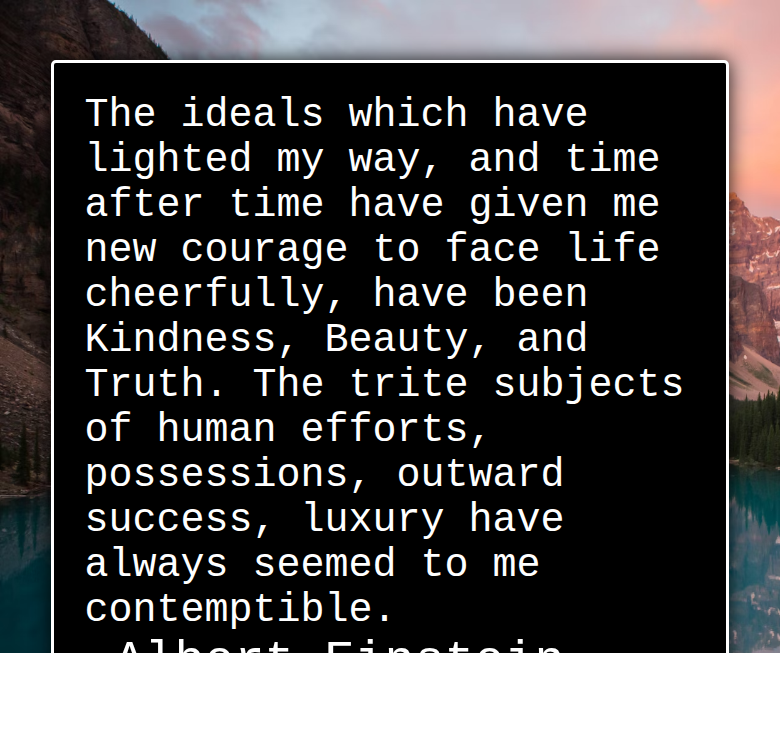 The ideals which have
lighted my way, and time
after time have given me
new courage to face life
cheerfully, have been
Kindness, Beauty, and
Truth. The trite subjects
of human efforts,
possessions, outward
success, luxury have
always seemed to me
contemptible.
Albert Einstein